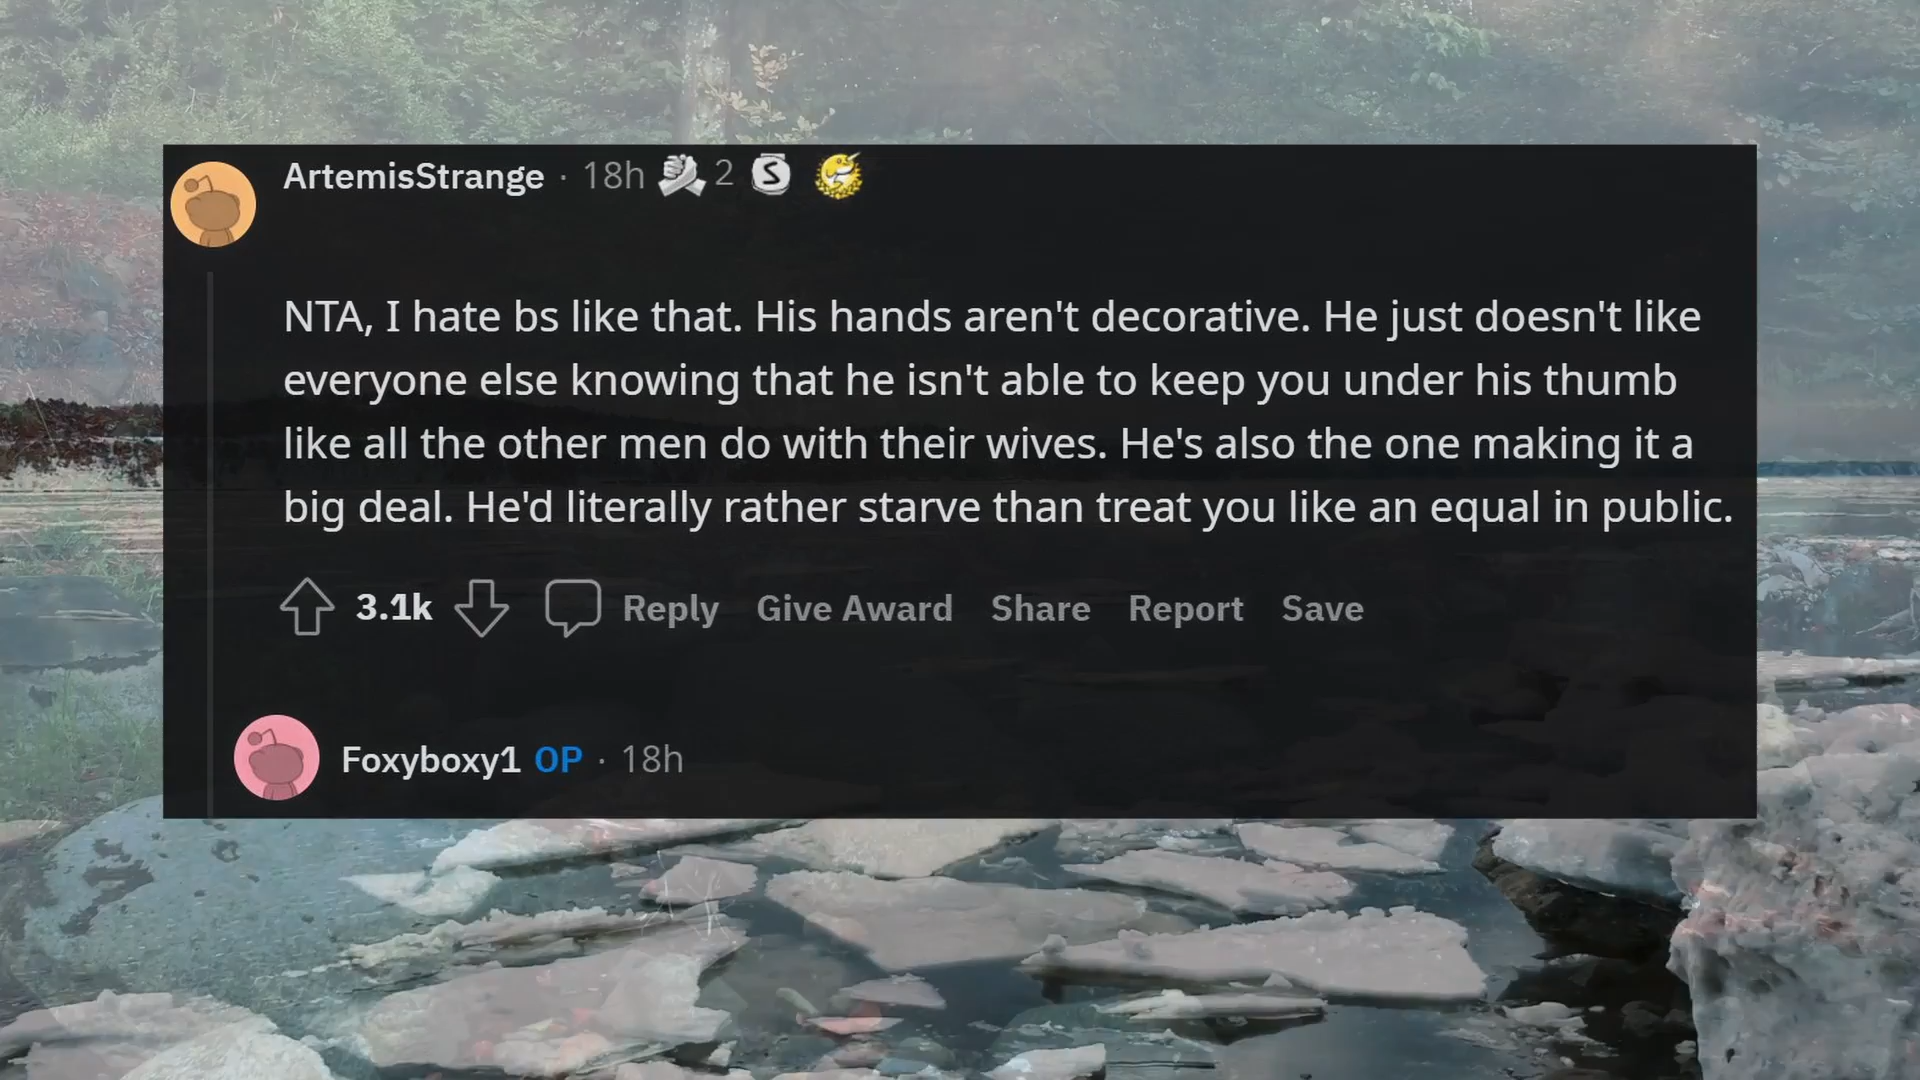 ArtemisStrange · 18h 2 S
NTA, I hate bs like that. His hands aren't decorative. He just doesn't like
everyone else knowing that he isn't able to keep you under his thumb
like all the other men do with their wives. He's also the one making it a
big deal. He'd literally rather starve than treat you like an equal in public.
3.1k Reply Give Award Share Report Save
Foxyboxy1 OP · 18h